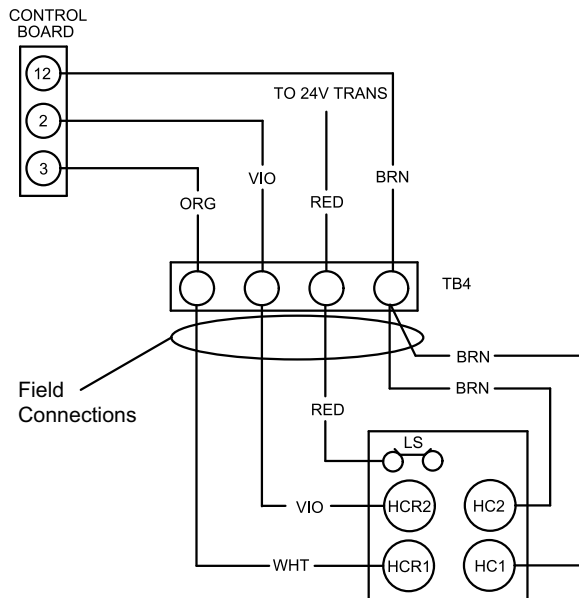 CONTROL
BOARD
12
2
3
TO 24V TRANS
ORG
VIO
RED
BRN
TB4
Field
Connections
BRN
BRN
RED
LS
VIO
HCR2
HC2
WHT
HCR1
HC1